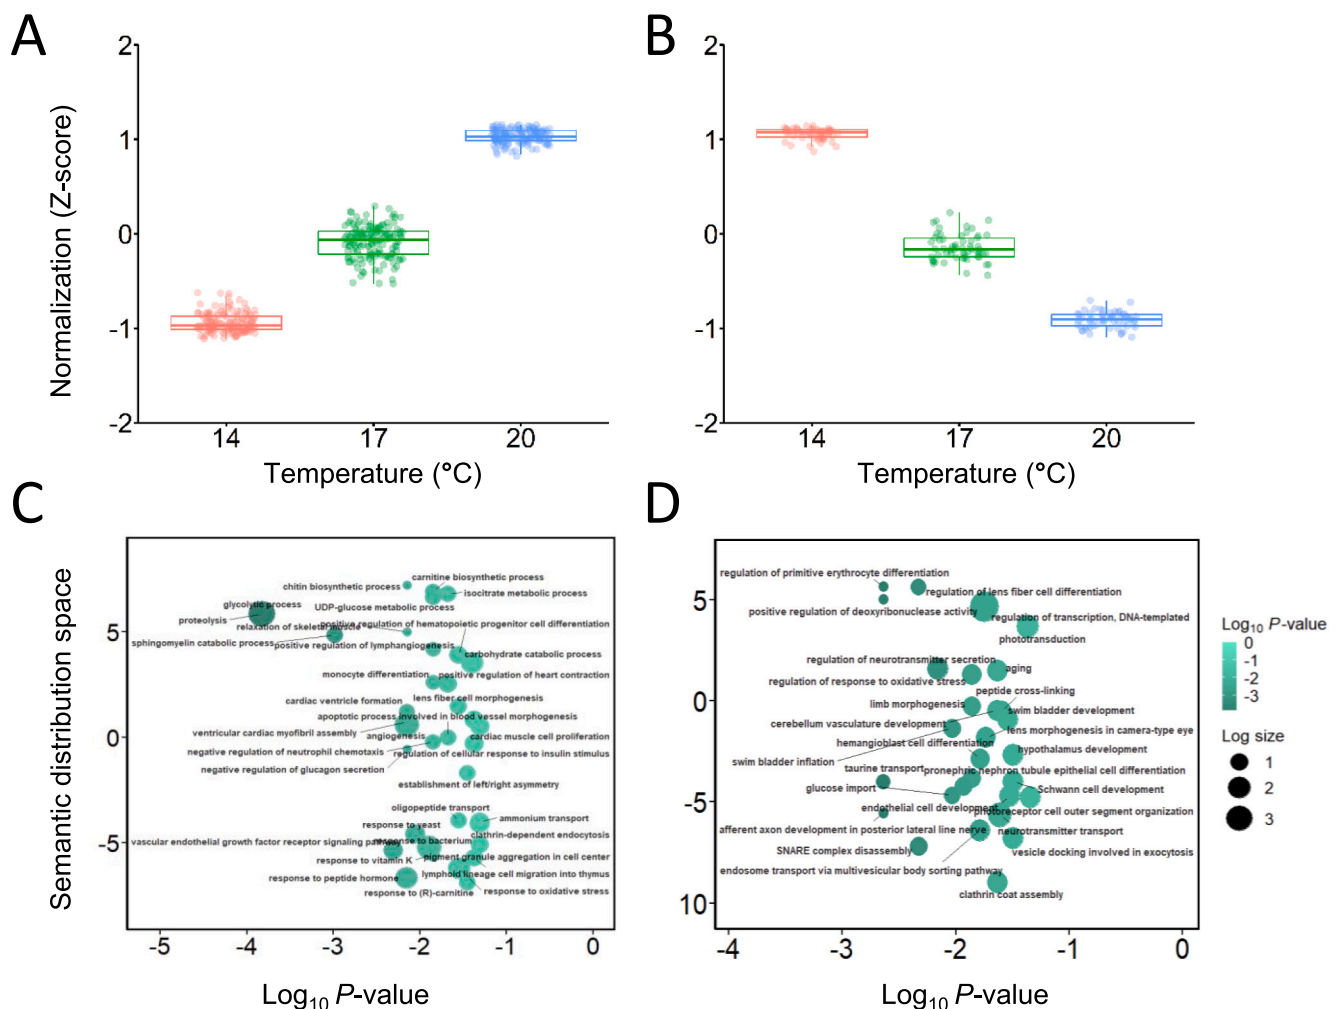 A
B
2
1
0
-1
-2
14
17
20
Normalization (Z-score)
Temperature (°C)
2
1
0
-1
-2
14
17
20
Temperature (°C)
C
D
Semantic distribution space
5
0
-5
-5
-4
-3
-2
-1
0
Log10 P-value
chitin biosynthetic process
carnitine biosynthetic process
isocitrate metabolic process
glycolytic process
UDP-glucose metabolic process
proteolysis
positive regulation of hematopoietic progenitor cell differentiation
relaxation of skeletal muscle
sphingomyelin catabolic process
positive regulation of lymphangiogenesis
carbohydrate catabolic process
monocyte differentiation
positive regulation of heart contraction
cardiac ventricle formation
lens fiber cell morphogenesis
apoptotic process involved in blood vessel morphogenesis
ventricular cardiac myofibril assembly
angiogenesis
cardiac muscle cell proliferation
negative regulation of neutrophil chemotaxis
regulation of cellular response to insulin stimulus
negative regulation of glucagon secretion
establishment of left/right asymmetry
oligopeptide transport
ammonium transport
response to yeast
clathrin-dependent endocytosis
vascular endothelial growth factor receptor signaling pathway
response to bacterium
response to vitamin K
pigment granule aggregation in cell center
response to peptide hormone
lymphoid lineage cell migration into thymus
response to (R)-carnitine
response to oxidative stress
5
0
-5
10
-4
-3
-2
-1
0
Log10 P-value
regulation of primitive erythrocyte differentiation
regulation of lens fiber cell differentiation
positive regulation of deoxyribonuclease activity
regulation of transcription, DNA-templated
phototransduction
regulation of neurotransmitter secretion
aging
regulation of response to oxidative stress
peptide cross-linking
limb morphogenesis
swim bladder development
cerebellum vasculature development
lens morphogenesis in camera-type eye
hemangioblast cell differentiation
hypothalamus development
swim bladder inflation
taurine transport
pronephric nephron tubule epithelial cell differentiation
glucose import
Schwann cell development
endothelial cell development
photoreceptor cell outer segment organization
afferent axon development in posterior lateral line nerve
neurotransmitter transport
SNARE complex disassembly
vesicle docking involved in exocytosis
endosome transport via multivesicular body sorting pathway
clathrin coat assembly
Log10 P-value
0
-1
-2
-3
Log size
1
2
3